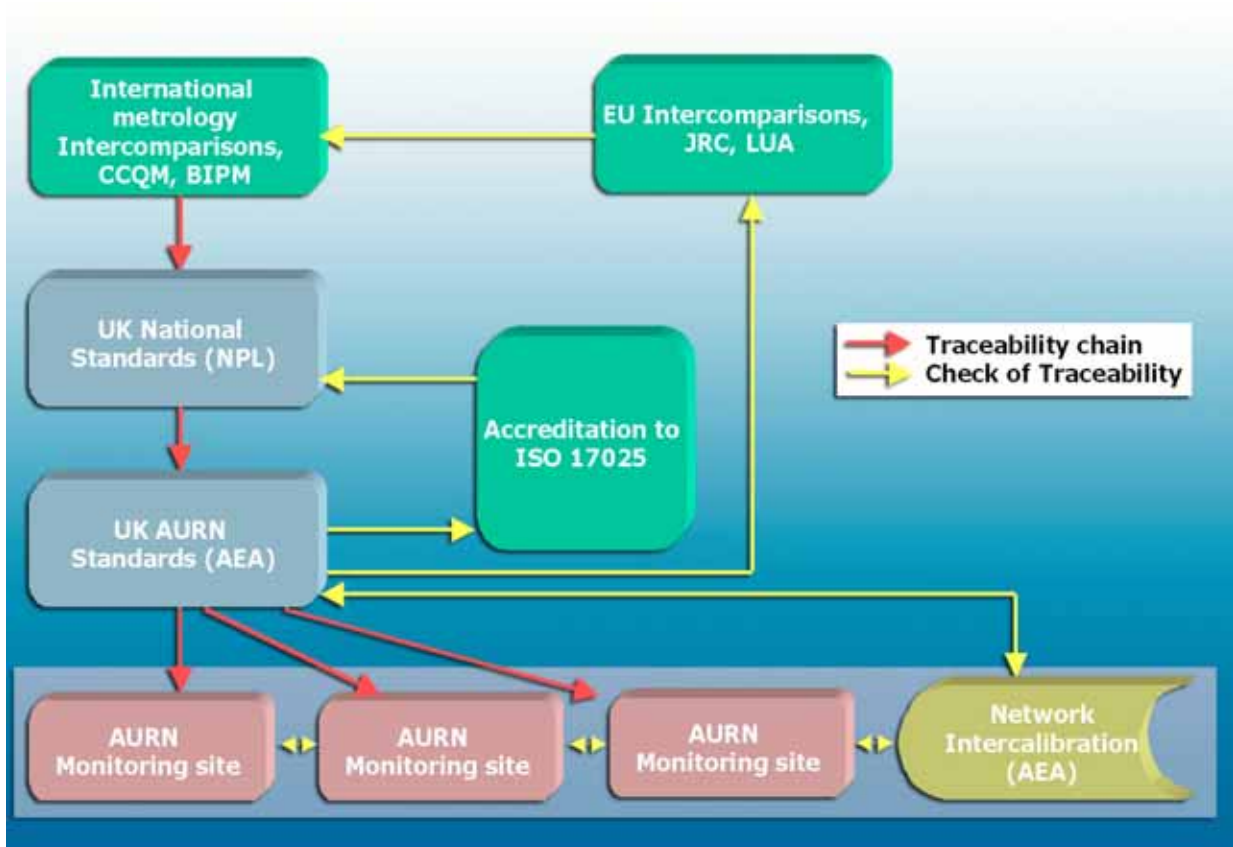 International
metrology
Intercomparisons,
CCQM, BIPM
EU Intercomparisons,
JRC, LUA
UK National
Standards (NPL)
Traceability chain
Check of Traceability
Accreditation to
ISO 17025
UK AURN
Standards (AEA)
AURN
Monitoring site
AURN
Monitoring site
AURN
Monitoring site
Network
Intercalibration
(AEA)